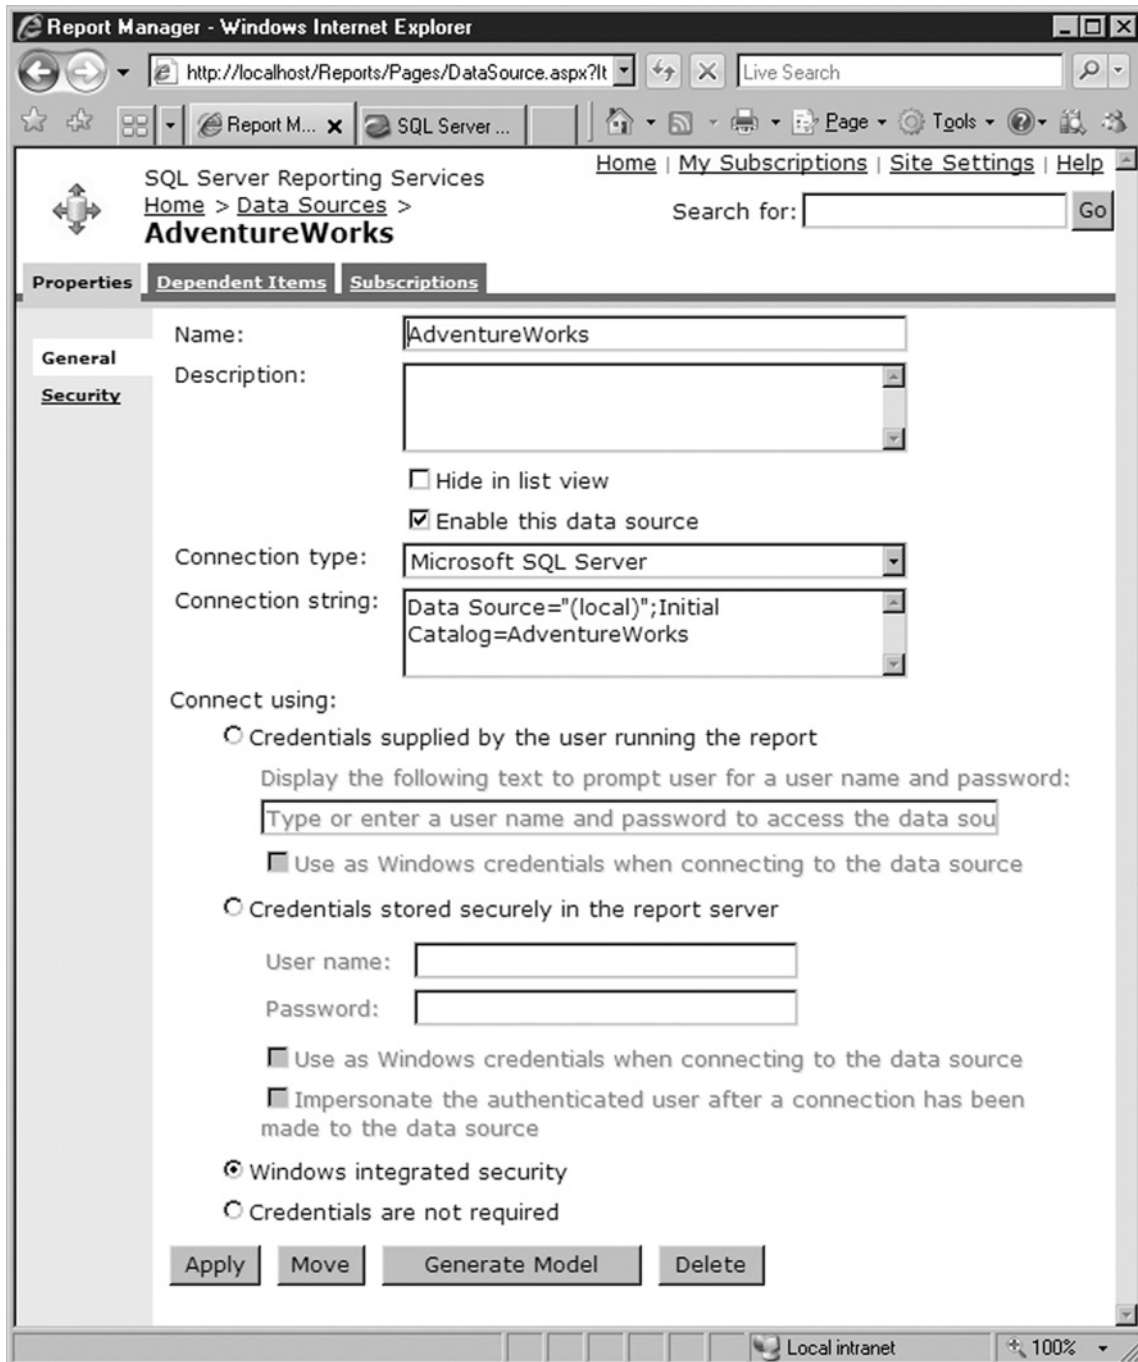 Report Manager - Windows Internet Explorer
http://localhost/Reports/Pages/DataSource.aspx?It
Live Search
Report M...
SQL Server ...
Page
Tools
Home | My Subscriptions | Site Settings | Help
SQL Server Reporting Services
Home > Data Sources >
AdventureWorks
Search for:
Go
Properties
Dependent Items
Subscriptions
General
Security
Name:
AdventureWorks
Description:
Hide in list view
Enable this data source
Connection type:
Microsoft SQL Server
Connection string:
Data Source="(local)";Initial
Catalog=AdventureWorks
Connect using:
Credentials supplied by the user running the report
Display the following text to prompt user for a user name and password:
Type or enter a user name and password to access the data sou
Use as Windows credentials when connecting to the data source
Credentials stored securely in the report server
User name:
Password:
Use as Windows credentials when connecting to the data source
Impersonate the authenticated user after a connection has been
made to the data source
Windows integrated security
Credentials are not required
Apply
Move
Generate Model
Delete
Local intranet
100%